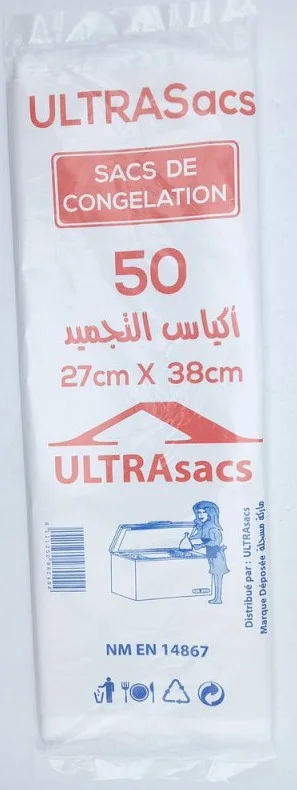 ULTRASacs
SACS DE
CONGELATION
50
أكياس التجميد
27cm X 38cm
ULTRAsacs
Distribué par : ULTRAsacs
Marque Déposée ماركة مسجلة
NM EN 14867